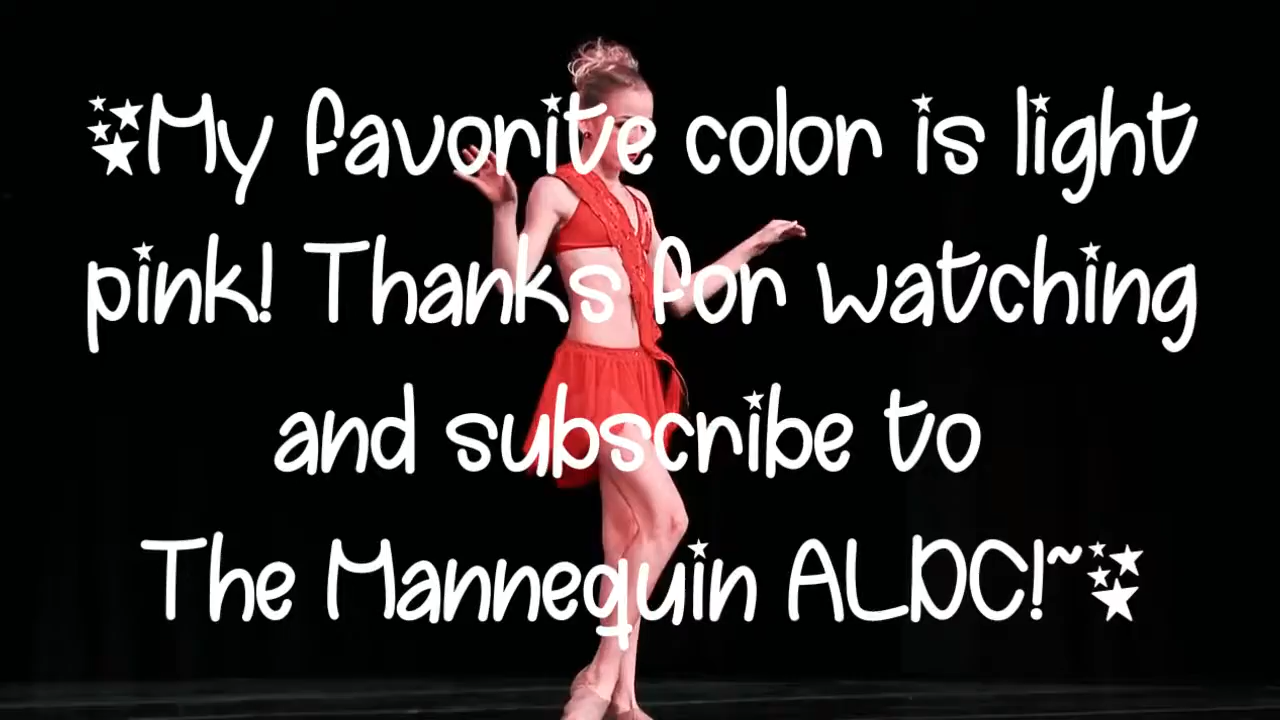 My favorite color is light
pink! Thanks for watching
and subscribe to
The Mannequin ALDC!~